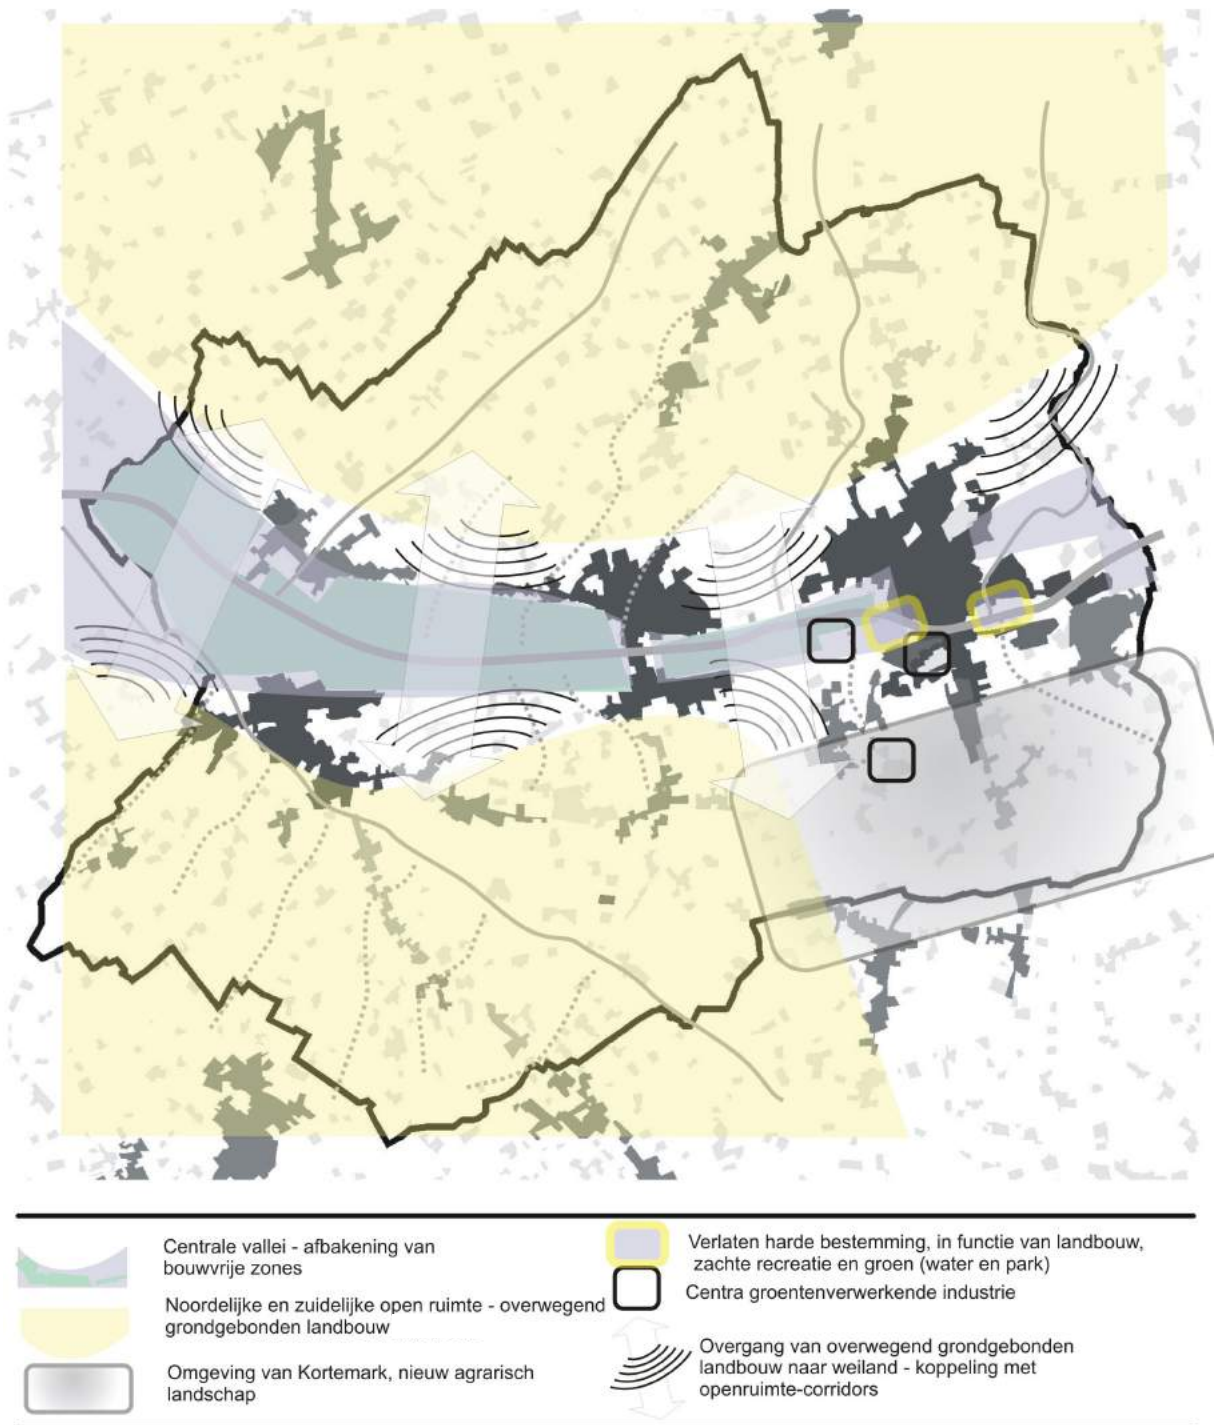 Centrale vallei - afbakening van
bouwvrije zones
Noordelijke en zuidelijke open ruimte - overwegend
grondgebonden landbouw
Omgeving van Kortemark, nieuw agrarisch
landschap
Verlaten harde bestemming, in functie van landbouw,
zachte recreatie en groen (water en park)
Centra groentenverwerkende industrie
Overgang van overwegend grondgebonden
landbouw naar weiland - koppeling met
openruimte-corridors